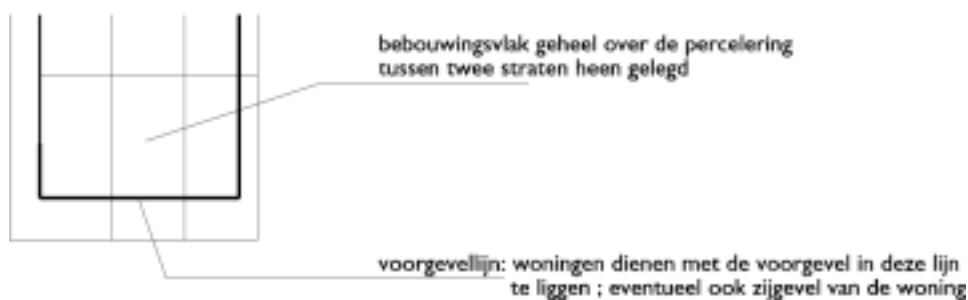 bebouwingsvlak geheel over de percelering
tussen twee straten heen gelegd
voorgevellijn: woningen dienen met de voorgevel in deze lijn
te liggen ; eventueel ook zijgevel van de woning